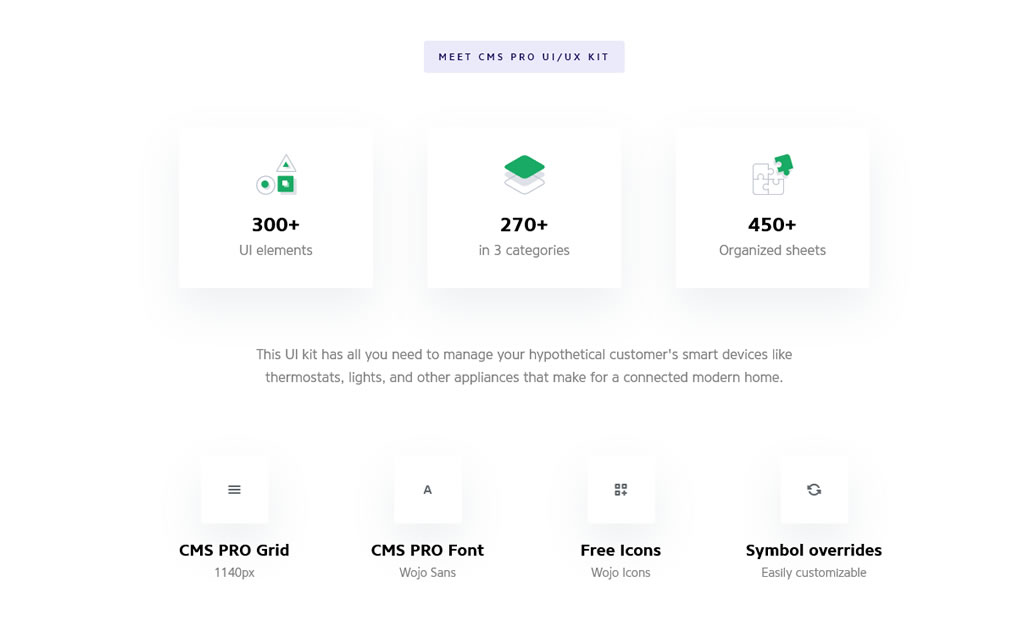 MEET CMS PRO UI/UX KIT
300+
UI elements
270+
in 3 categories
450+
Organized sheets
This UI kit has all you need to manage your hypothetical customer's smart devices like
thermostats, lights, and other appliances that make for a connected modern home.
A
CMS PRO Grid
1140px
CMS PRO Font
Wojo Sans
Free Icons
Wojo Icons
Symbol overrides
Easily customizable